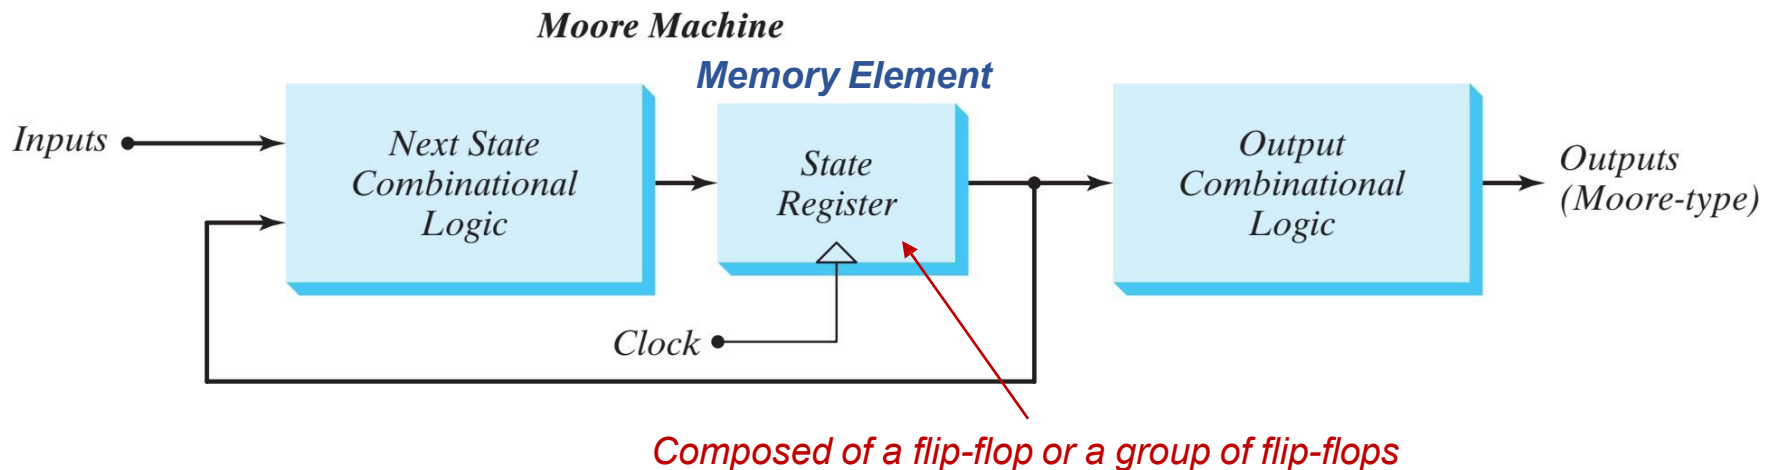 Moore Machine
Memory Element
Inputs
Next State
Combinational
Logic
State
Register
Output
Combinational
Logic
Outputs
(Moore-type)
Clock
Composed of a flip-flop or a group of flip-flops